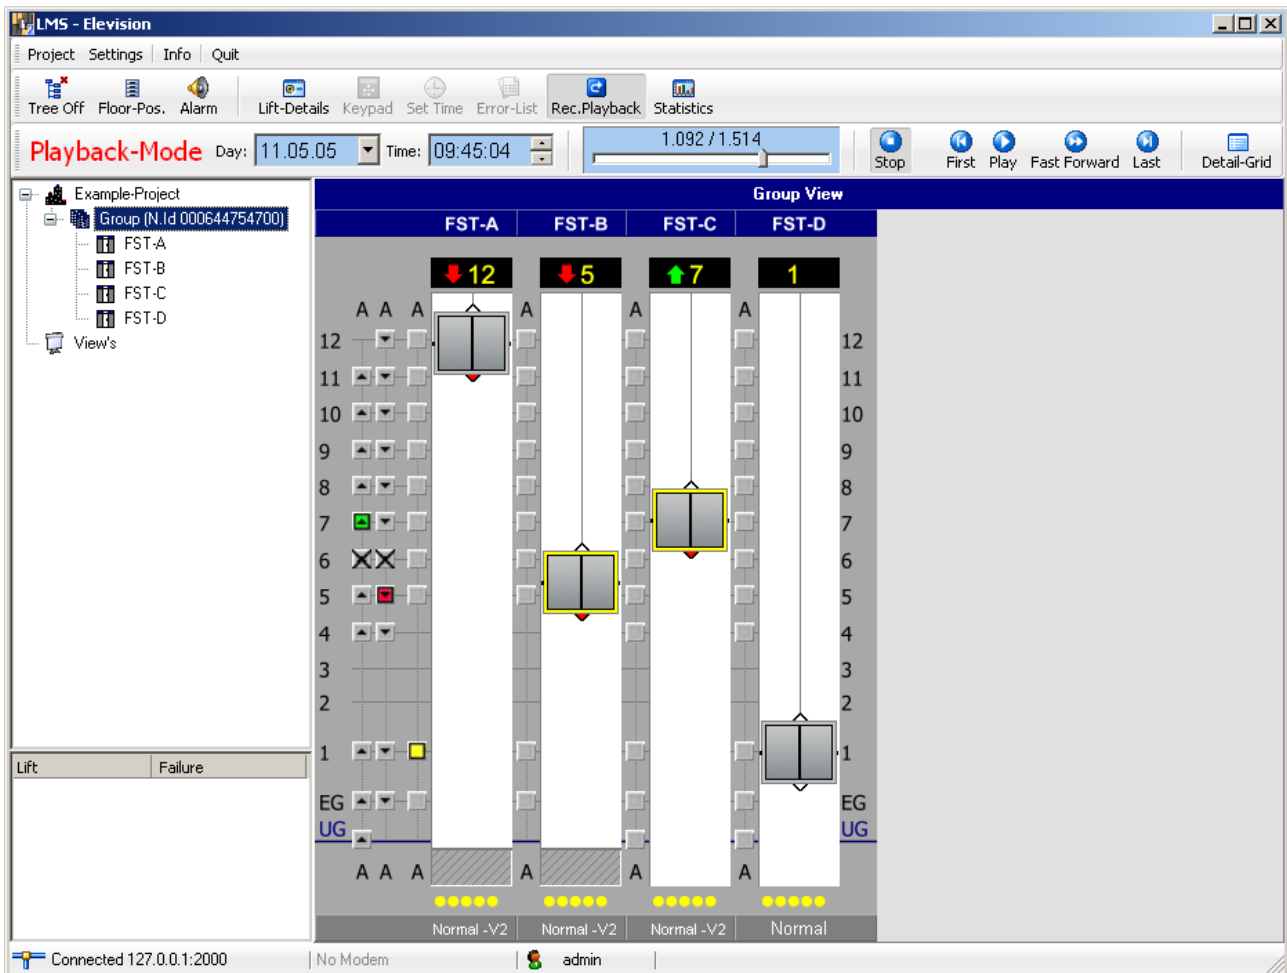 LMS - Elevision
Project Settings Info Quit
Tree Off Floor-Pos. Alarm Lift-Details Keypad Set Time Error-List Rec.Playback Statistics
Playback-Mode Day: 11.05.05 Time: 09:45:04 1.092 / 1.514 Stop First Play Fast Forward Last Detail-Grid
Example-Project
Group (N.Id 000644754700)
FST-A
FST-B
FST-C
FST-D
View's
Lift Failure
Group View
FST-A FST-B FST-C FST-D
12 5 7 1
A A A A A A
12 12
11 11
10 10
9 9
8 8
7 7
6 6
5 5
4 4
3 3
2 2
1 1
EG EG
UG UG
A A A A A A
Normal -V2 Normal -V2 Normal -V2 Normal
Connected 127.0.0.1:2000 No Modem admin